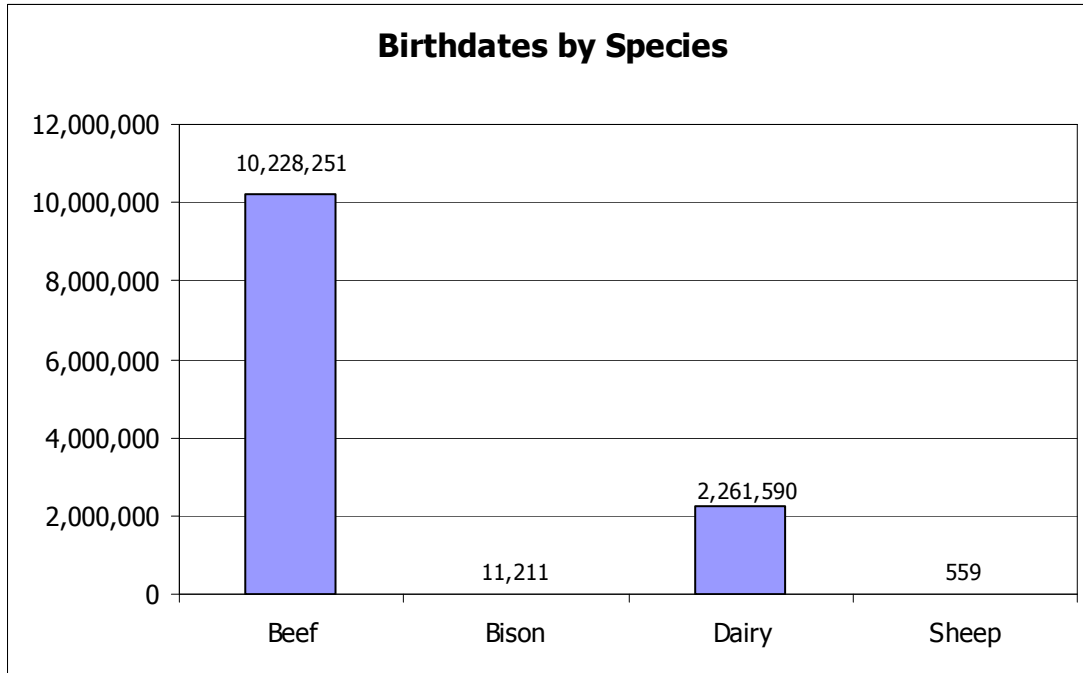 Birthdates by Species
12,000,000
10,228,251
10,000,000
8,000,000
6,000,000
4,000,000
2,261,590
2,000,000
11,211
559
0
Beef
Bison
Dairy
Sheep